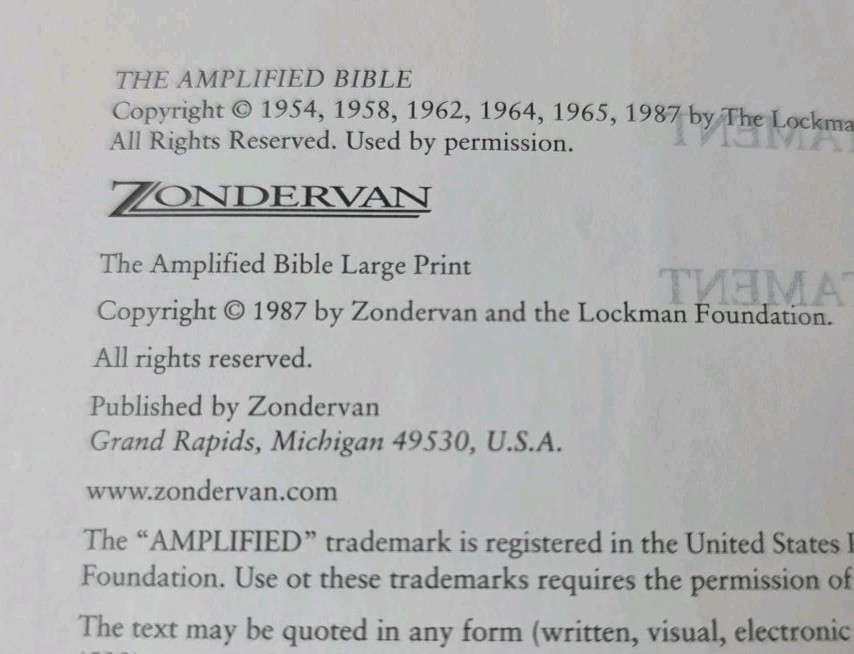 THE AMPLIFIED BIBLE
Copyright © 1954, 1958, 1962, 1964, 1965, 1987 by The Lockma
All Rights Reserved. Used by permission.
ZONDERVAN
The Amplified Bible Large Print
Copyright © 1987 by Zondervan and the Lockman Foundation.
All rights reserved.
Published by Zondervan
Grand Rapids, Michigan 49530, U.S.A.
www.zondervan.com
The “AMPLIFIED” trademark is registered in the United States
Foundation. Use ot these trademarks requires the permission of
The text may be quoted in any form (written, visual, electronic